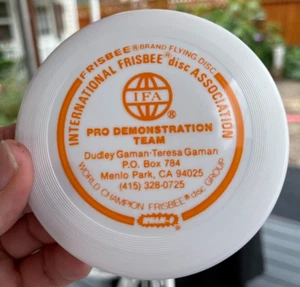 FRISBEE® BRAND FLYING DISC
INTERNATIONAL FRISBEE® disc ASSOCIATION
IFA
®
PRO DEMONSTRATION
TEAM
Dudley Gaman·Teresa Gaman
P.O. Box 784
Menlo Park, CA 94025
(415) 328-0725
WORLD CHAMPION FRISBEE® disc GROUP